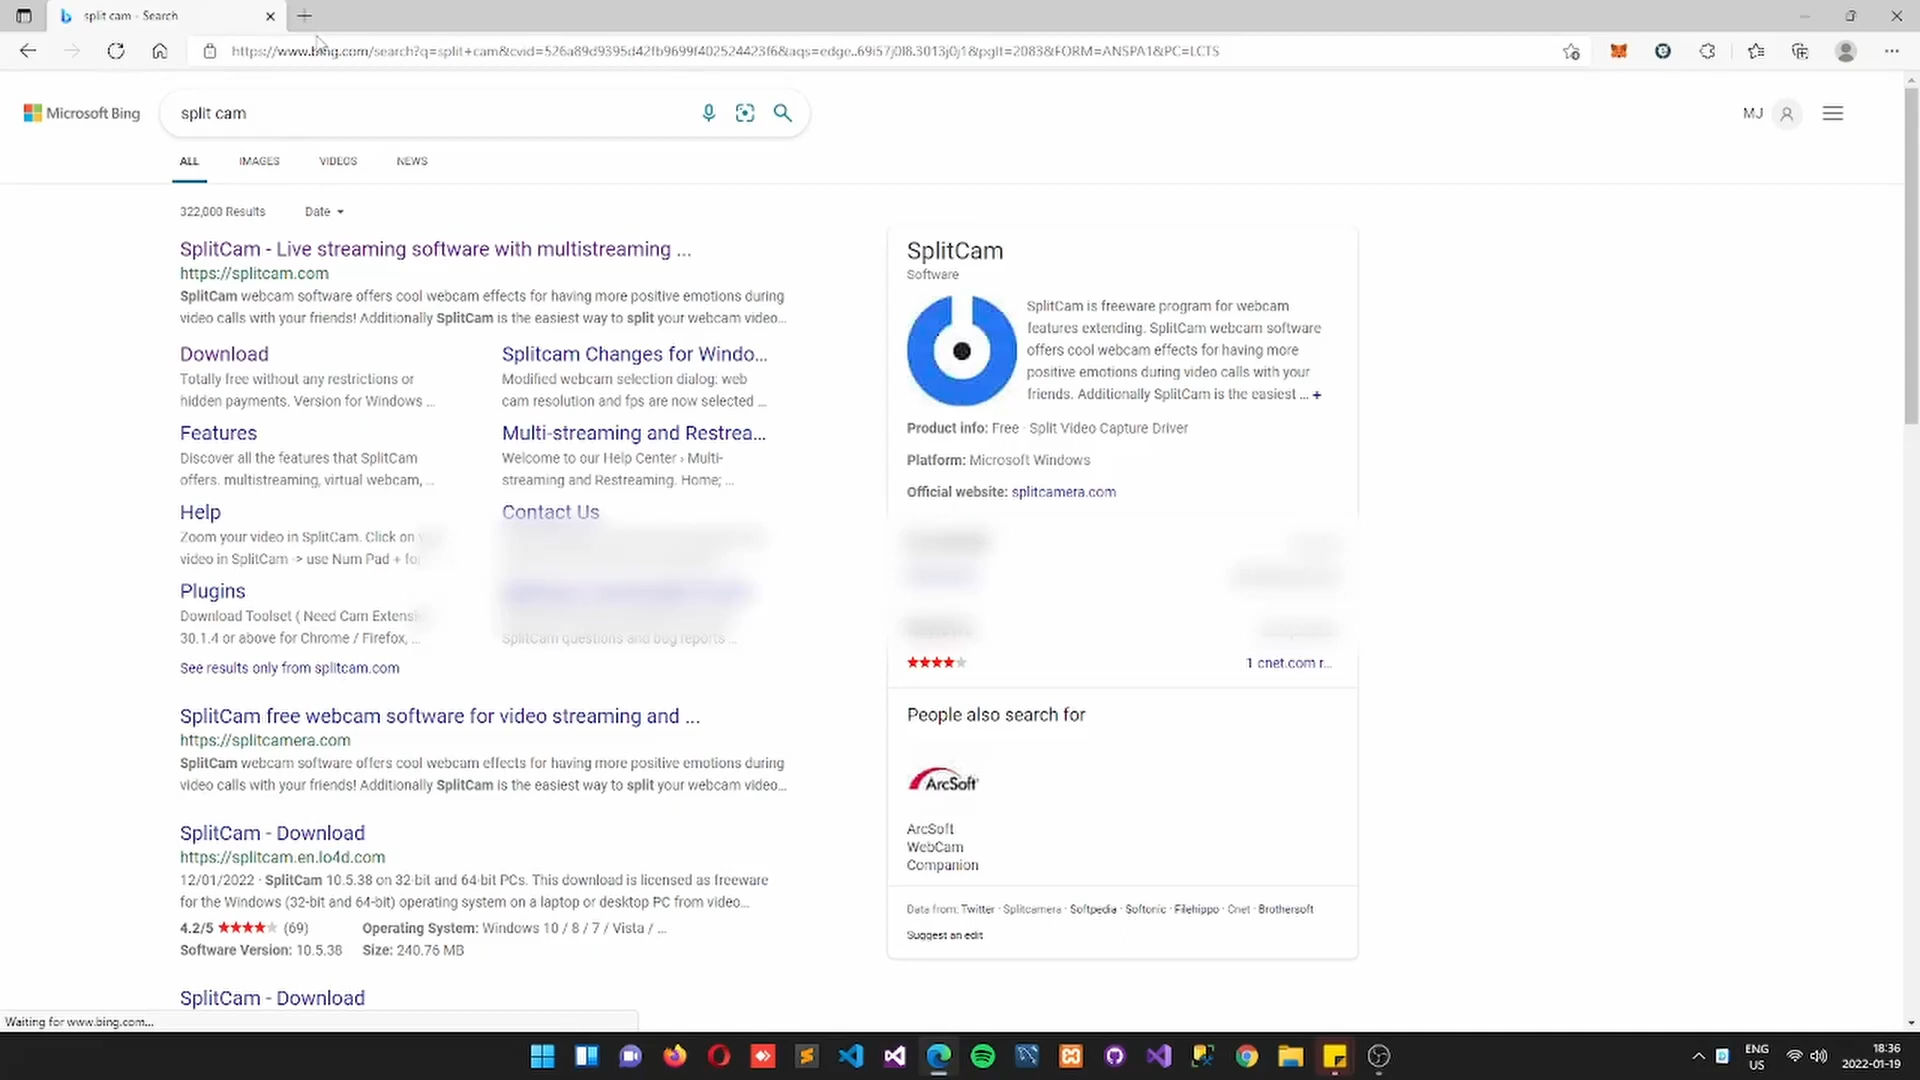 split cam - Search
https://www.bing.com/search?q=split+cam&cvid=526a89d9395d42fb9699f402524423f6&aqs=edge..69i57j0l8.3013j0j1&pglt=2083&FORM=ANSPA1&PC=LCTS
Microsoft Bing
split cam
MJ
ALL
IMAGES
VIDEOS
NEWS
322,000 Results
Date
SplitCam - Live streaming software with multistreaming ...
https://splitcam.com
SplitCam webcam software offers cool webcam effects for having more positive emotions during
video calls with your friends! Additionally SplitCam is the easiest way to split your webcam video...
Download
Totally free without any restrictions or
hidden payments. Version for Windows ...
Splitcam Changes for Windo...
Modified webcam selection dialog: web
cam resolution and fps are now selected ...
Features
Discover all the features that SplitCam
offers. multistreaming, virtual webcam, ...
Multi-streaming and Restrea...
Welcome to our Help Center › Multi-
streaming and Restreaming. Home; ...
Help
Zoom your video in SplitCam. Click on
video in SplitCam -> use Num Pad + fo
Contact Us
Plugins
Download Toolset ( Need Cam Extensi
30.1.4 or above for Chrome / Firefox, ...
SplitCam questions and bug reports ...
See results only from splitcam.com
SplitCam free webcam software for video streaming and ...
https://splitcamera.com
SplitCam webcam software offers cool webcam effects for having more positive emotions during
video calls with your friends! Additionally SplitCam is the easiest way to split your webcam video...
SplitCam - Download
https://splitcam.en.lo4d.com
12/01/2022 · SplitCam 10.5.38 on 32-bit and 64-bit PCs. This download is licensed as freeware
for the Windows (32-bit and 64-bit) operating system on a laptop or desktop PC from video...
4.2/5 (69)
Operating System: Windows 10 / 8 / 7 / Vista / ...
Software Version: 10.5.38
Size: 240.76 MB
SplitCam - Download
SplitCam
Software
SplitCam is freeware program for webcam
features extending. SplitCam webcam software
offers cool webcam effects for having more
positive emotions during video calls with your
friends. Additionally SplitCam is the easiest ... +
Product info: Free · Split Video Capture Driver
Platform: Microsoft Windows
Official website: splitcamera.com
1 cnet.com r...
People also search for
ArcSoft
ArcSoft
WebCam
Companion
Data from: Twitter · Splitcamera · Softpedia · Softonic · Filehippo · Cnet · Brothersoft
Suggest an edit
Waiting for www.bing.com...
ENG
US
18:36
2022-01-19